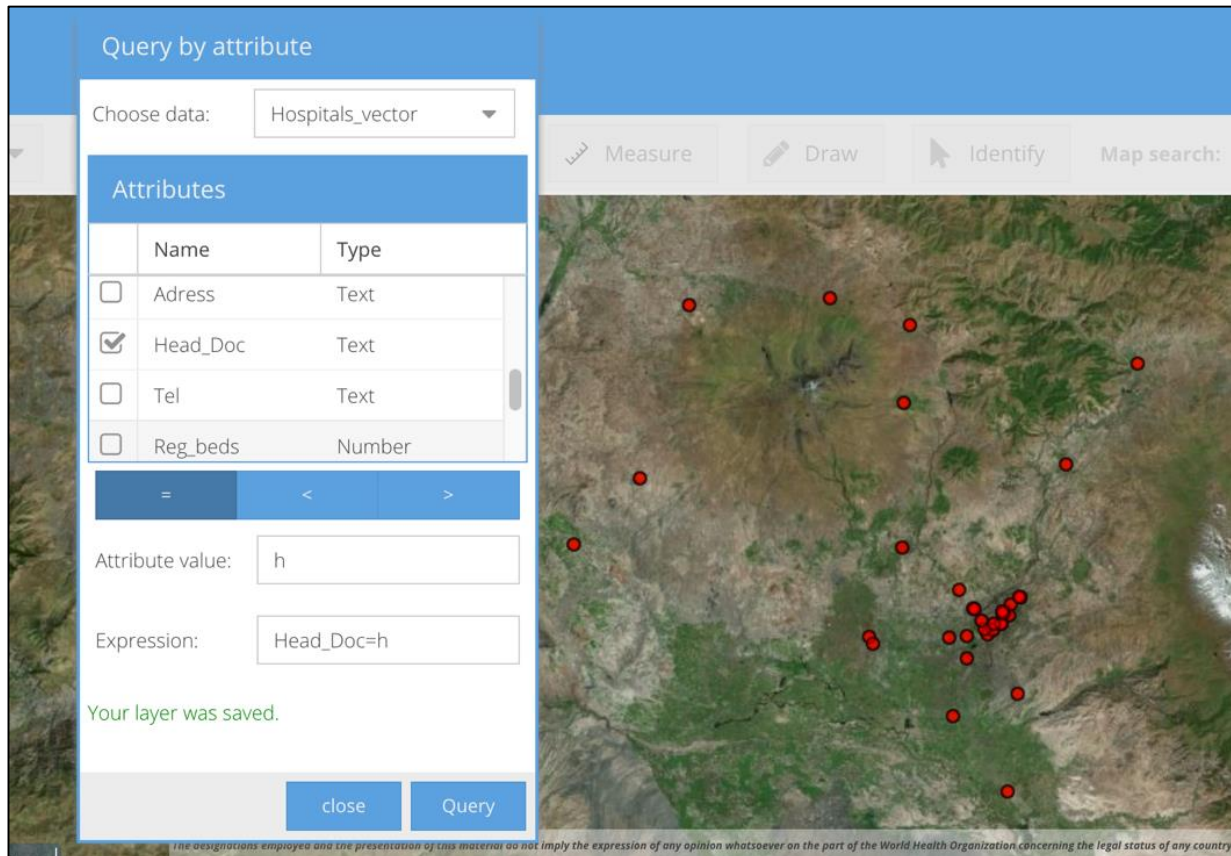 Query by attribute
Choose data: Hospitals_vector
Measure Draw Identify Map search:
Attributes
Name Type
Adress Text
Head_Doc Text
Tel Text
Reg_beds Number
= < >
Attribute value: h
Expression: Head_Doc=h
Your layer was saved.
close Query
The designations employed and the presentation of this material do not imply the expression of any opinion whatsoever on the part of the World Health Organization concerning the legal status of any